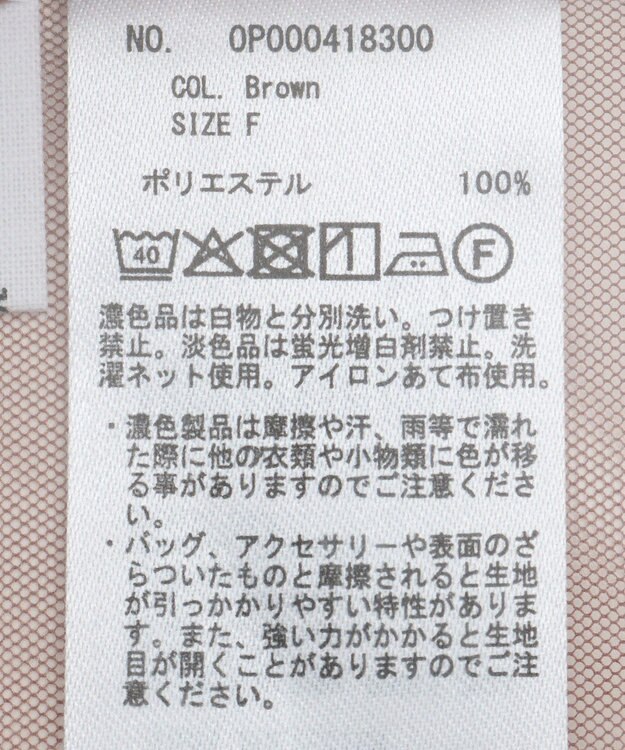 NO. OP000418300
COL. Brown
SIZE F
ポリエステル 100%
40 F
濃色品は白物と分別洗い。つけ置き
禁止。淡色品は蛍光増白剤禁止。洗
濯ネット使用。アイロンあて布使用。
・濃色製品は摩擦や汗、雨等で濡れ
た際に他の衣類や小物類に色が移
る事がありますのでご注意くださ
い。
・バッグ、アクセサリーや表面のざ
らついたものと摩擦されると生地
が引っかかりやすい特性がありま
す。また、強い力がかかると生地
目が開くことがありますのでご注
意ください。